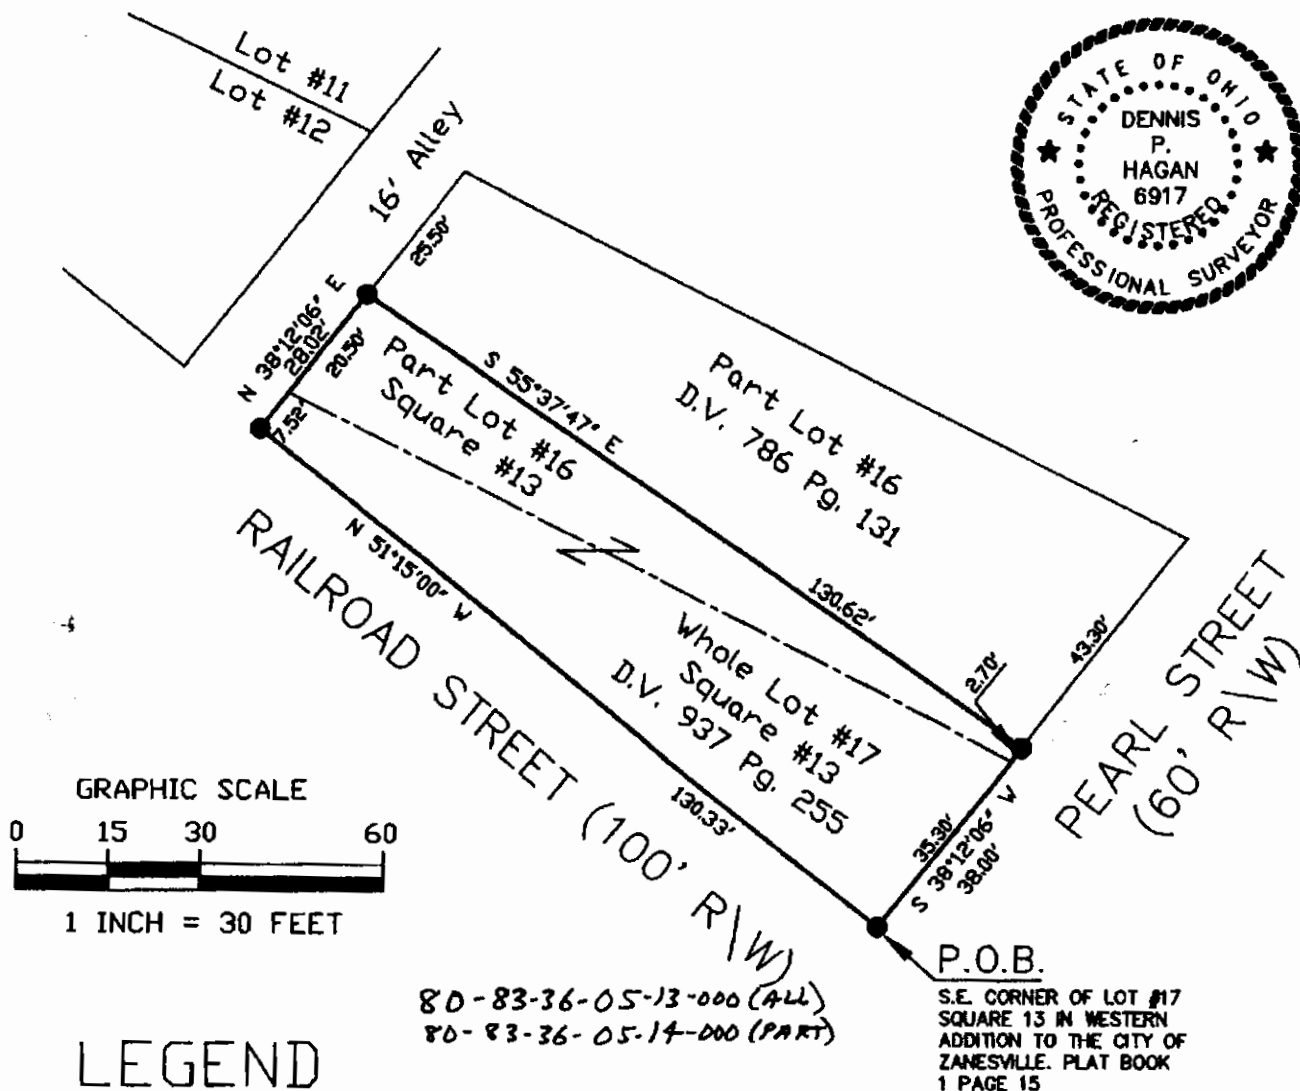 Lot #11
Lot #12
16' Alley
STATE OF OHIO
DENNIS
P.
HAGAN
6917
REGISTERED
PROFESSIONAL SURVEYOR
25.50'
N 38°12'06" E
28.02'
20.50'
7.52'
Part Lot #16
Square #13
S 55°37'47" E
130.62'
Part Lot #16
D.V. 786 Pg. 131
N 51°15'00" W
130.33'
RAILROAD STREET (100' R\W)
Whole Lot #17
Square #13
D.V. 937 Pg. 255
2.70'
43.30'
PEARL STREET
(60' R\W)
35.30'
S 38°12'06" W
38.00'
GRAPHIC SCALE
0 15 30 60
1 INCH = 30 FEET
P.O.B.
S.E. CORNER OF LOT #17
SQUARE 13 IN WESTERN
ADDITION TO THE CITY OF
ZANESVILLE. PLAT BOOK
1 PAGE 15
80-83-36-05-13-000 (ALL)
80-83-36-05-14-000 (PART)
LEGEND